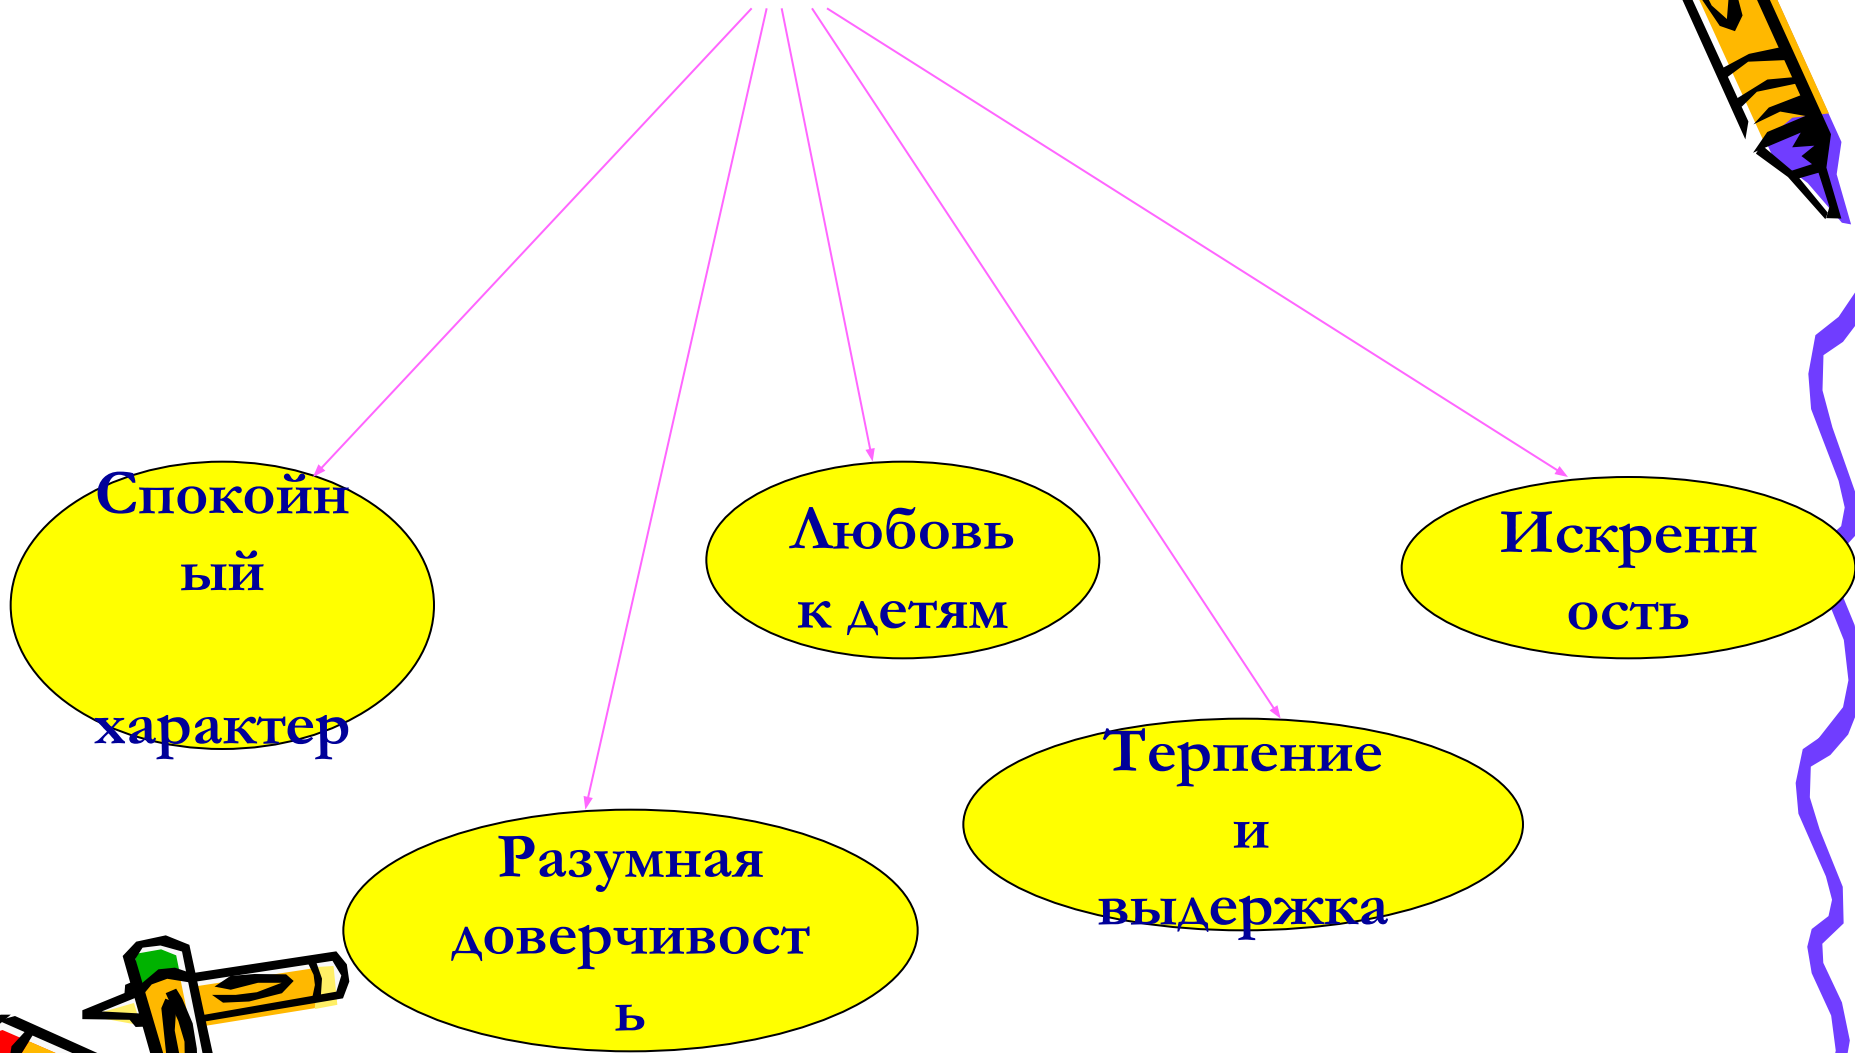 Спокойн
ый
характер
Разумная
доверчивост
ь
Любовь
к детям
Терпение
и
выдержка
Искренн
ость